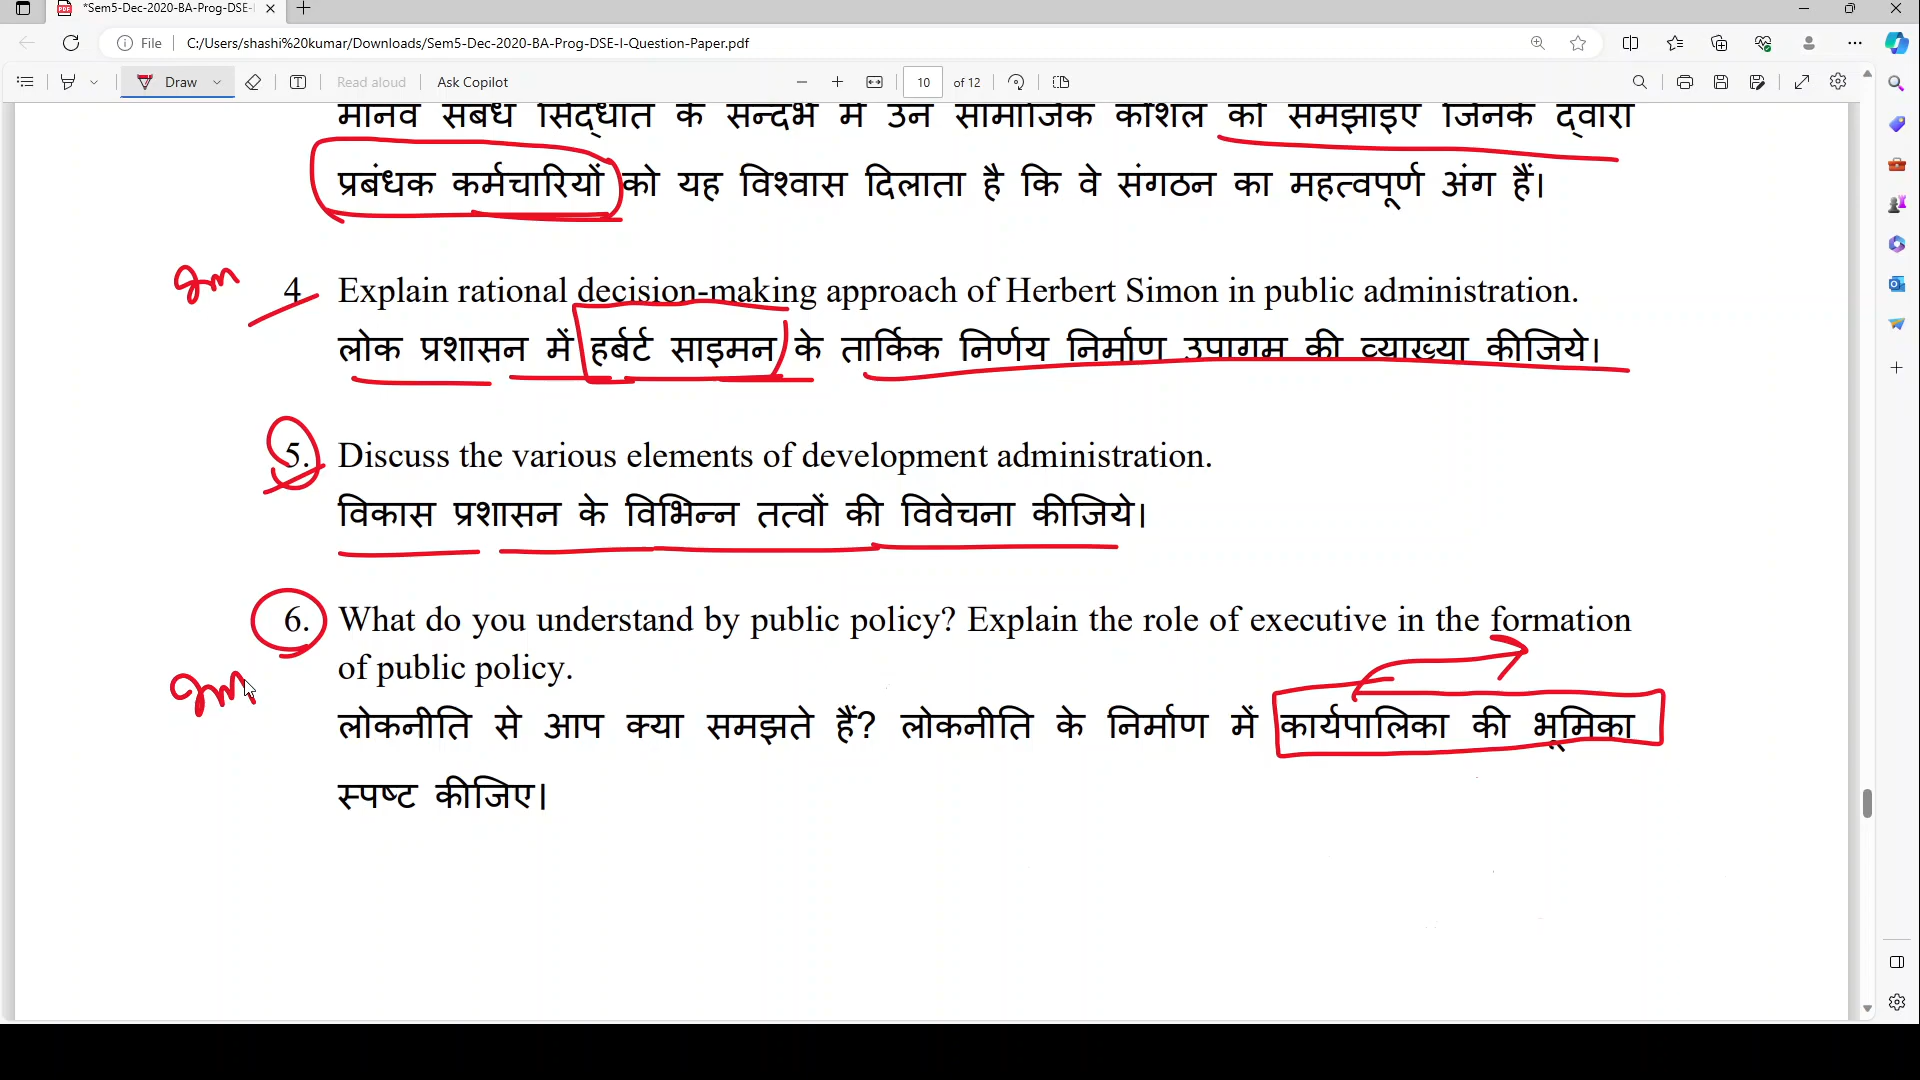 *Sem5-Dec-2020-BA-Prog-DSE-I-
File C:/Users/shashi%20kumar/Downloads/Sem5-Dec-2020-BA-Prog-DSE-I-Question-Paper.pdf
Draw Read aloud Ask Copilot 10 of 12
मानव संबंध सिद्धांत के सन्दर्भ में उन सामाजिक कौशल को समझाइए जिनके द्वारा
प्रबंधक कर्मचारियों को यह विश्वास दिलाता है कि वे संगठन का महत्वपूर्ण अंग हैं।
Im 4 Explain rational decision-making approach of Herbert Simon in public administration.
लोक प्रशासन में हर्बर्ट साइमन के तार्किक निर्णय निर्माण उपागम की व्याख्या कीजिये।
5. Discuss the various elements of development administration.
विकास प्रशासन के विभिन्न तत्वों की विवेचना कीजिये।
6. What do you understand by public policy? Explain the role of executive in the formation
of public policy.
Im
लोकनीति से आप क्या समझते हैं? लोकनीति के निर्माण में कार्यपालिका की भूमिका
स्पष्ट कीजिए।